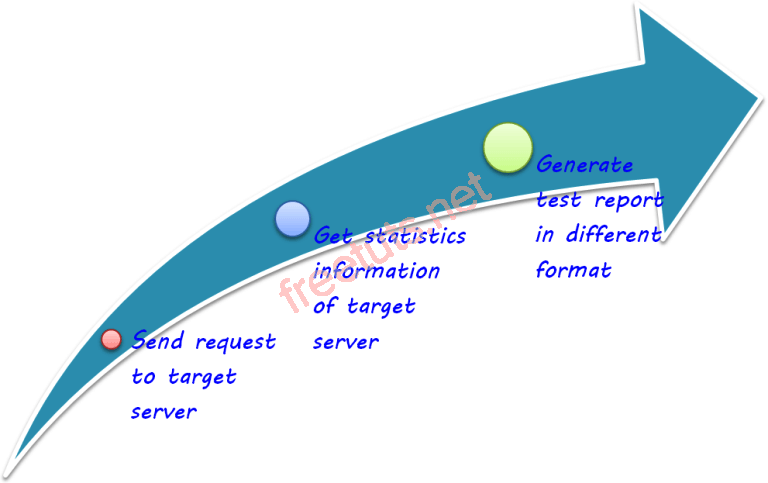 Generate
test report
in different
format
Get statistics
information
of target
server
Send request
to target
server
freetuts.net